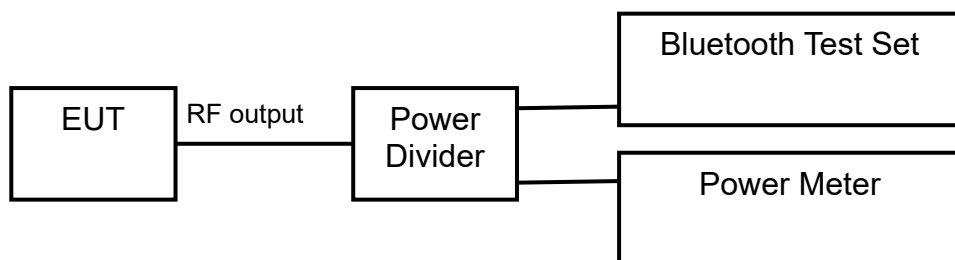 EUT
RF output
Power
Divider
Bluetooth Test Set
Power Meter